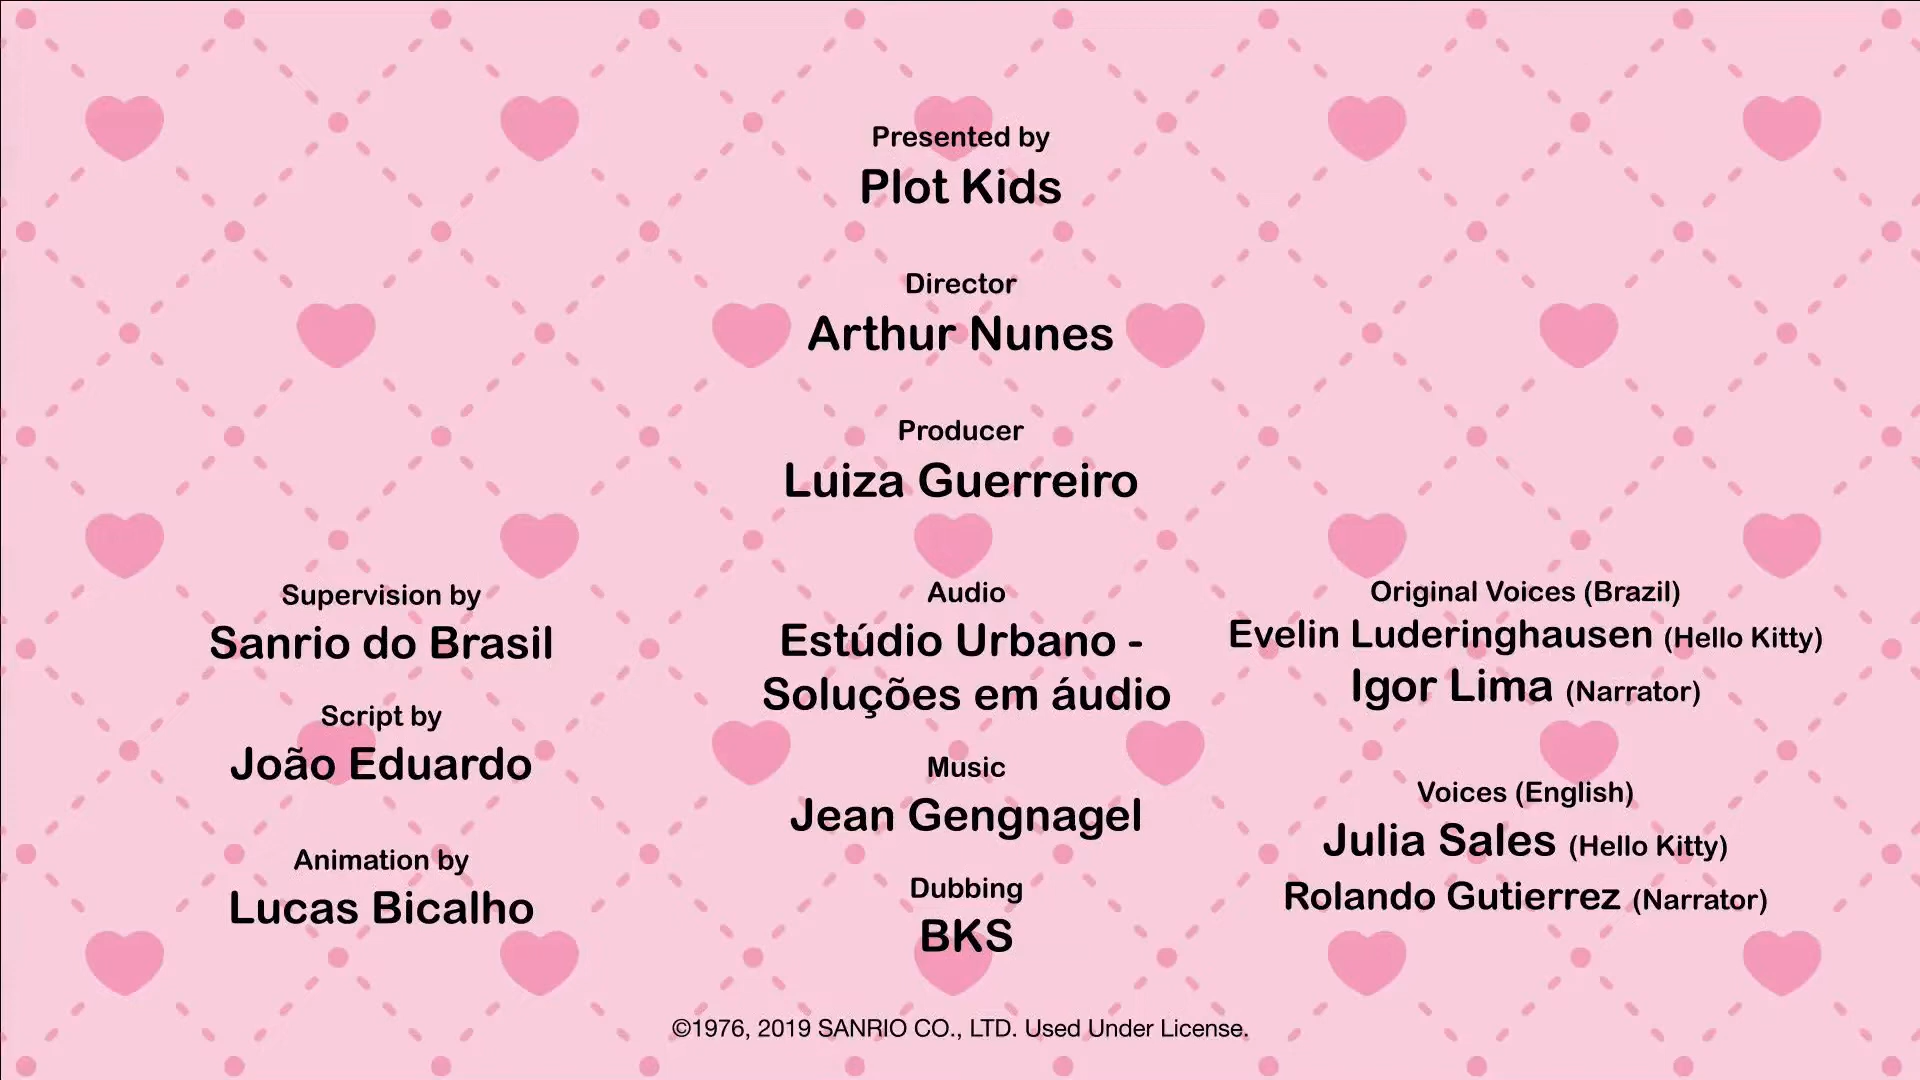 Presented by
Plot Kids
Director
Arthur Nunes
Producer
Luiza Guerreiro
Supervision by
Sanrio do Brasil
Script by
João Eduardo
Animation by
Lucas Bicalho
Audio
Estúdio Urbano -
Soluções em áudio
Music
Jean Gengnagel
Dubbing
BKS
Original Voices (Brazil)
Evelin Luderinghausen (Hello Kitty)
Igor Lima (Narrator)
Voices (English)
Julia Sales (Hello Kitty)
Rolando Gutierrez (Narrator)
©1976, 2019 SANRIO CO., LTD. Used Under License.